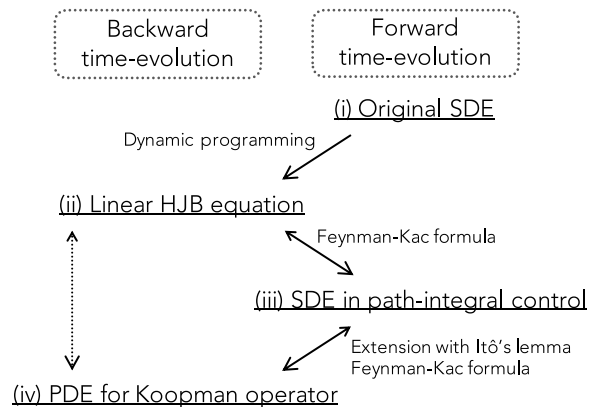 Backward
time-evolution
Forward
time-evolution
(i) Original SDE
Dynamic programming
(ii) Linear HJB equation
Feynman-Kac formula
(iii) SDE in path-integral control
Extension with Itô's lemma
Feynman-Kac formula
(iv) PDE for Koopman operator